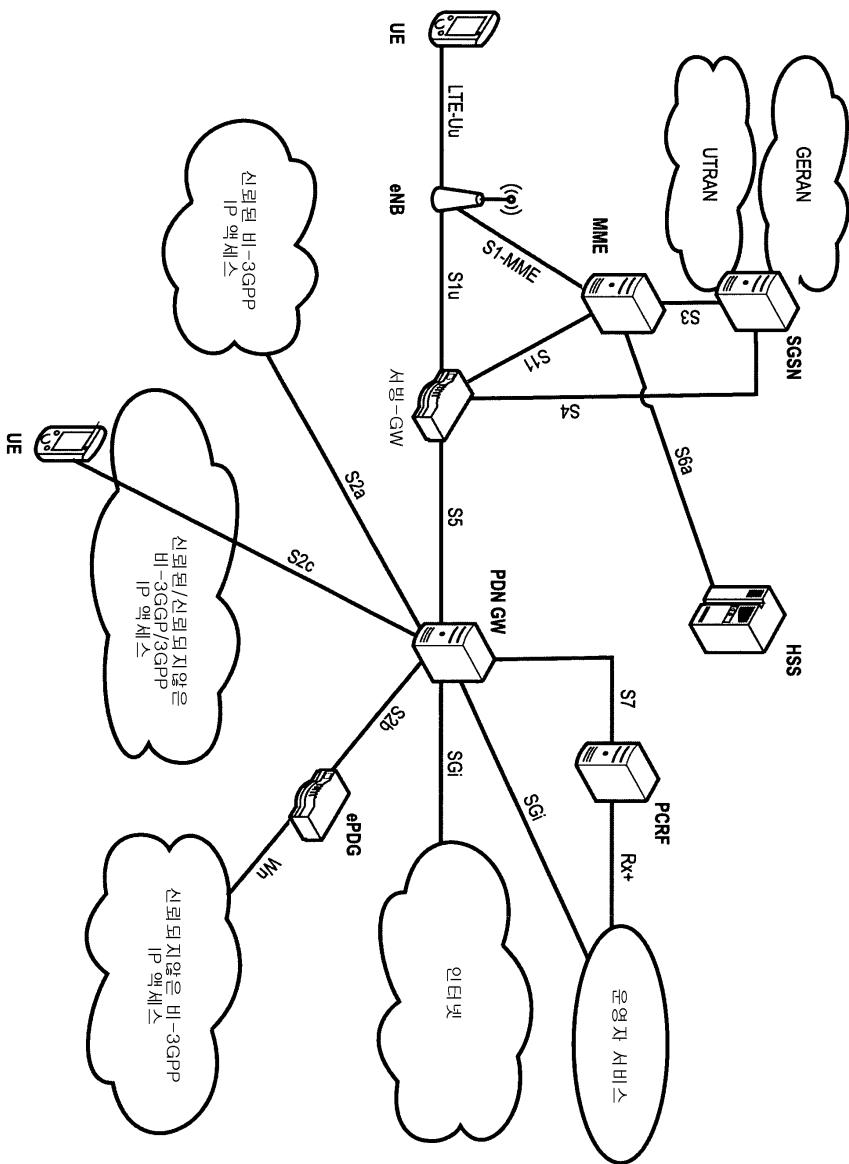 GERAN
SGSN
HSS
UTRAN
S3
S6a
PCRF
Rx+
운영자 서비스
MME
S7
S4
S1-MME
S11
SGi
UE
LTE-Uu
eNB
S1u
서빙-GW
S5
PDN GW
SGi
인터넷
S2a
S2b
ePDG
Wn
신뢰된 비-3GPP
IP 액세스
S2c
신뢰된/신뢰되지않은
비-3GGP/3GPP
IP 액세스
신뢰되지않은 비-3GPP
IP 액세스
UE